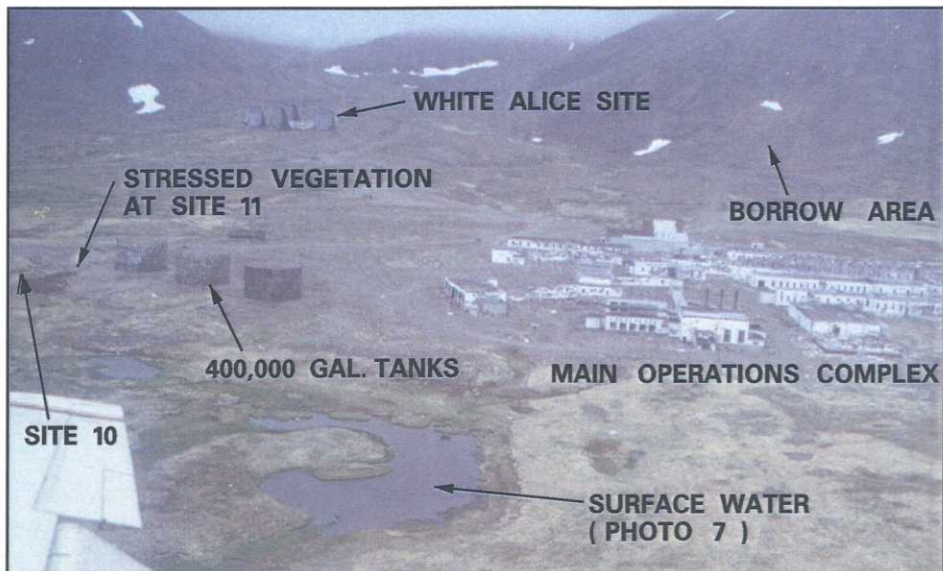 WHITE ALICE SITE
STRESSED VEGETATION
AT SITE 11
BORROW AREA
400,000 GAL. TANKS
MAIN OPERATIONS COMPLEX
SITE 10
SURFACE WATER
( PHOTO 7 )